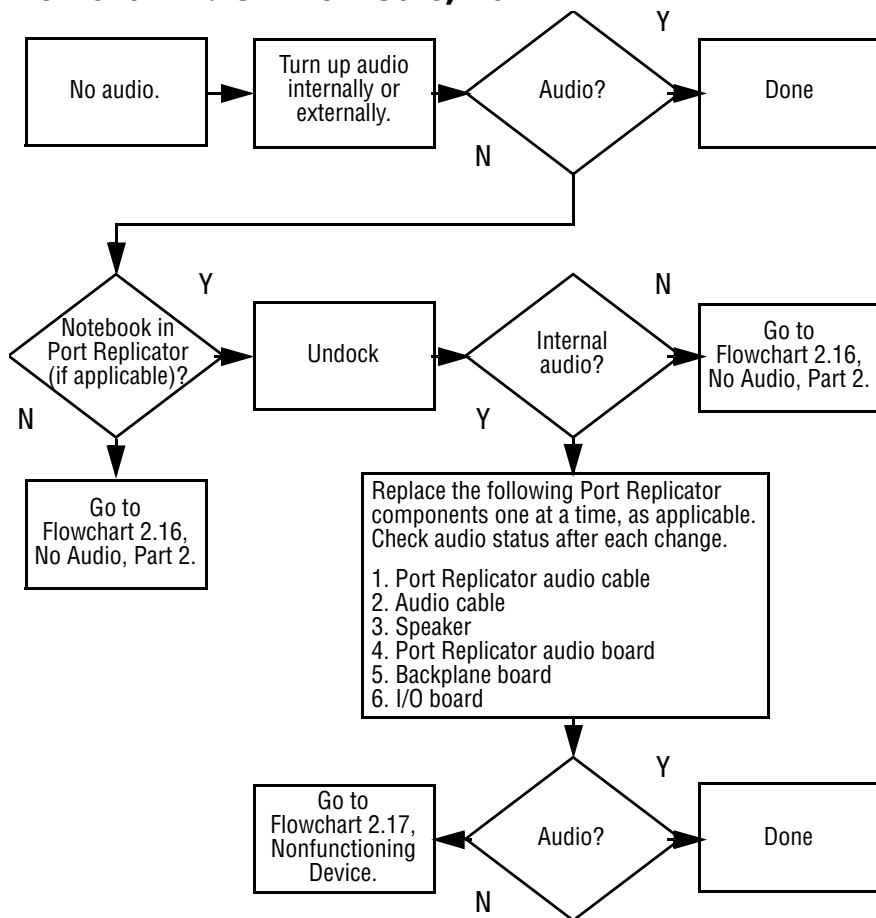 No audio.
Turn up audio
internally or
externally.
Audio?
Y
Done
N
Notebook in
Port Replicator
(if applicable)?
Y
Undock
Internal
audio?
N
Go to
Flowchart 2.16,
No Audio, Part 2.
N
Go to
Flowchart 2.16,
No Audio, Part 2.
Y
Replace the following Port Replicator
components one at a time, as applicable.
Check audio status after each change.
1. Port Replicator audio cable
2. Audio cable
3. Speaker
4. Port Replicator audio board
5. Backplane board
6. I/O board
Go to
Flowchart 2.17,
Nonfunctioning
Device.
Audio?
Y
Done
N